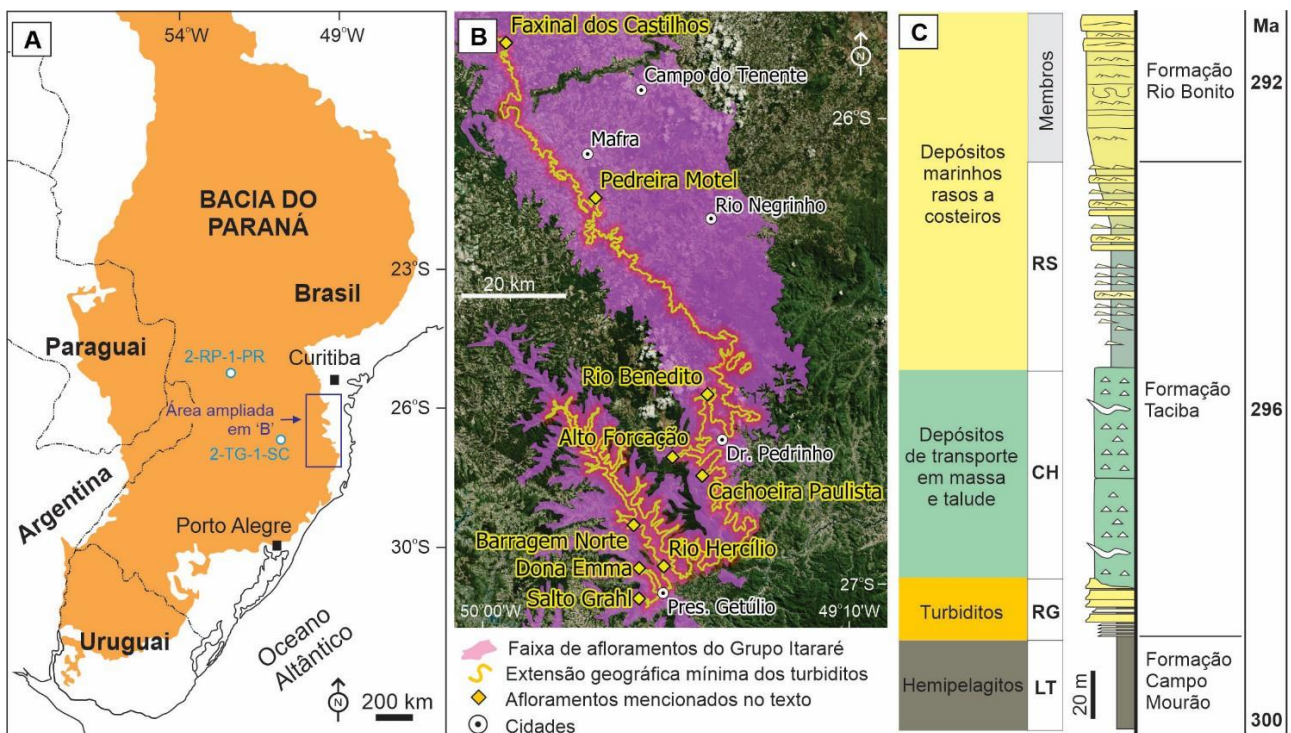 A
54°W
49°W
BACIA DO
PARANÁ
23°S
Brasil
Paraguai
2-RP-1-PR
Curitiba
Área ampliada
em 'B'
26°S
2-TG-1-SC
Argentina
Porto Alegre
30°S
Uruguai
Oceano
Altântico
N
200 km
B
Faxinal dos Castilhos
N
Campo do Tenente
26°S
Mafra
Pedreira Motel
Rio Negrinho
20 km
Rio Benedito
Alto Forcação
Dr. Pedrinho
Cachoeira Paulista
Barragem Norte
Rio Hercílio
Dona Emma
27°S
Salto Grahl
Pres. Getúlio
50°00'W
49°10'W
Faixa de afloramentos do Grupo Itararé
Extensão geográfica mínima dos turbiditos
Afloramentos mencionados no texto
Cidades
C
Ma
Membros
Formação
Rio Bonito
292
Depósitos
marinhos
rasos a
costeiros
RS
Formação
Taciba
296
Depósitos
de transporte
em massa
e talude
CH
Turbiditos
RG
Hemipelagitos
LT
20 m
Formação
Campo
Mourão
300